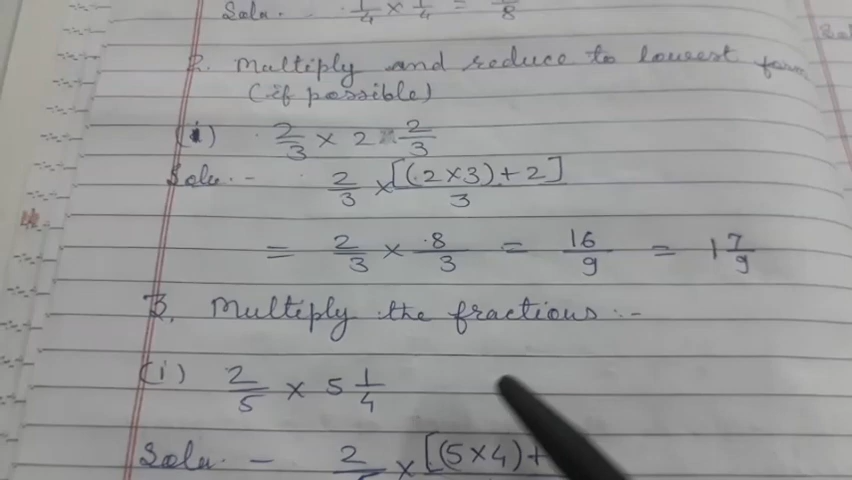 Solu. - 1/4 × 1/4 = /8
2. Multiply and reduce to lowest form
(if possible)
(i) 2/3 × 2 2/3
Solu. - 2/3 × [(2×3)+2]/3
= 2/3 × 8/3 = 16/9 = 1 7/9
3. Multiply the fractions :-
(i) 2/5 × 5 1/4
Solu. - 2/5 × [(5×4)+